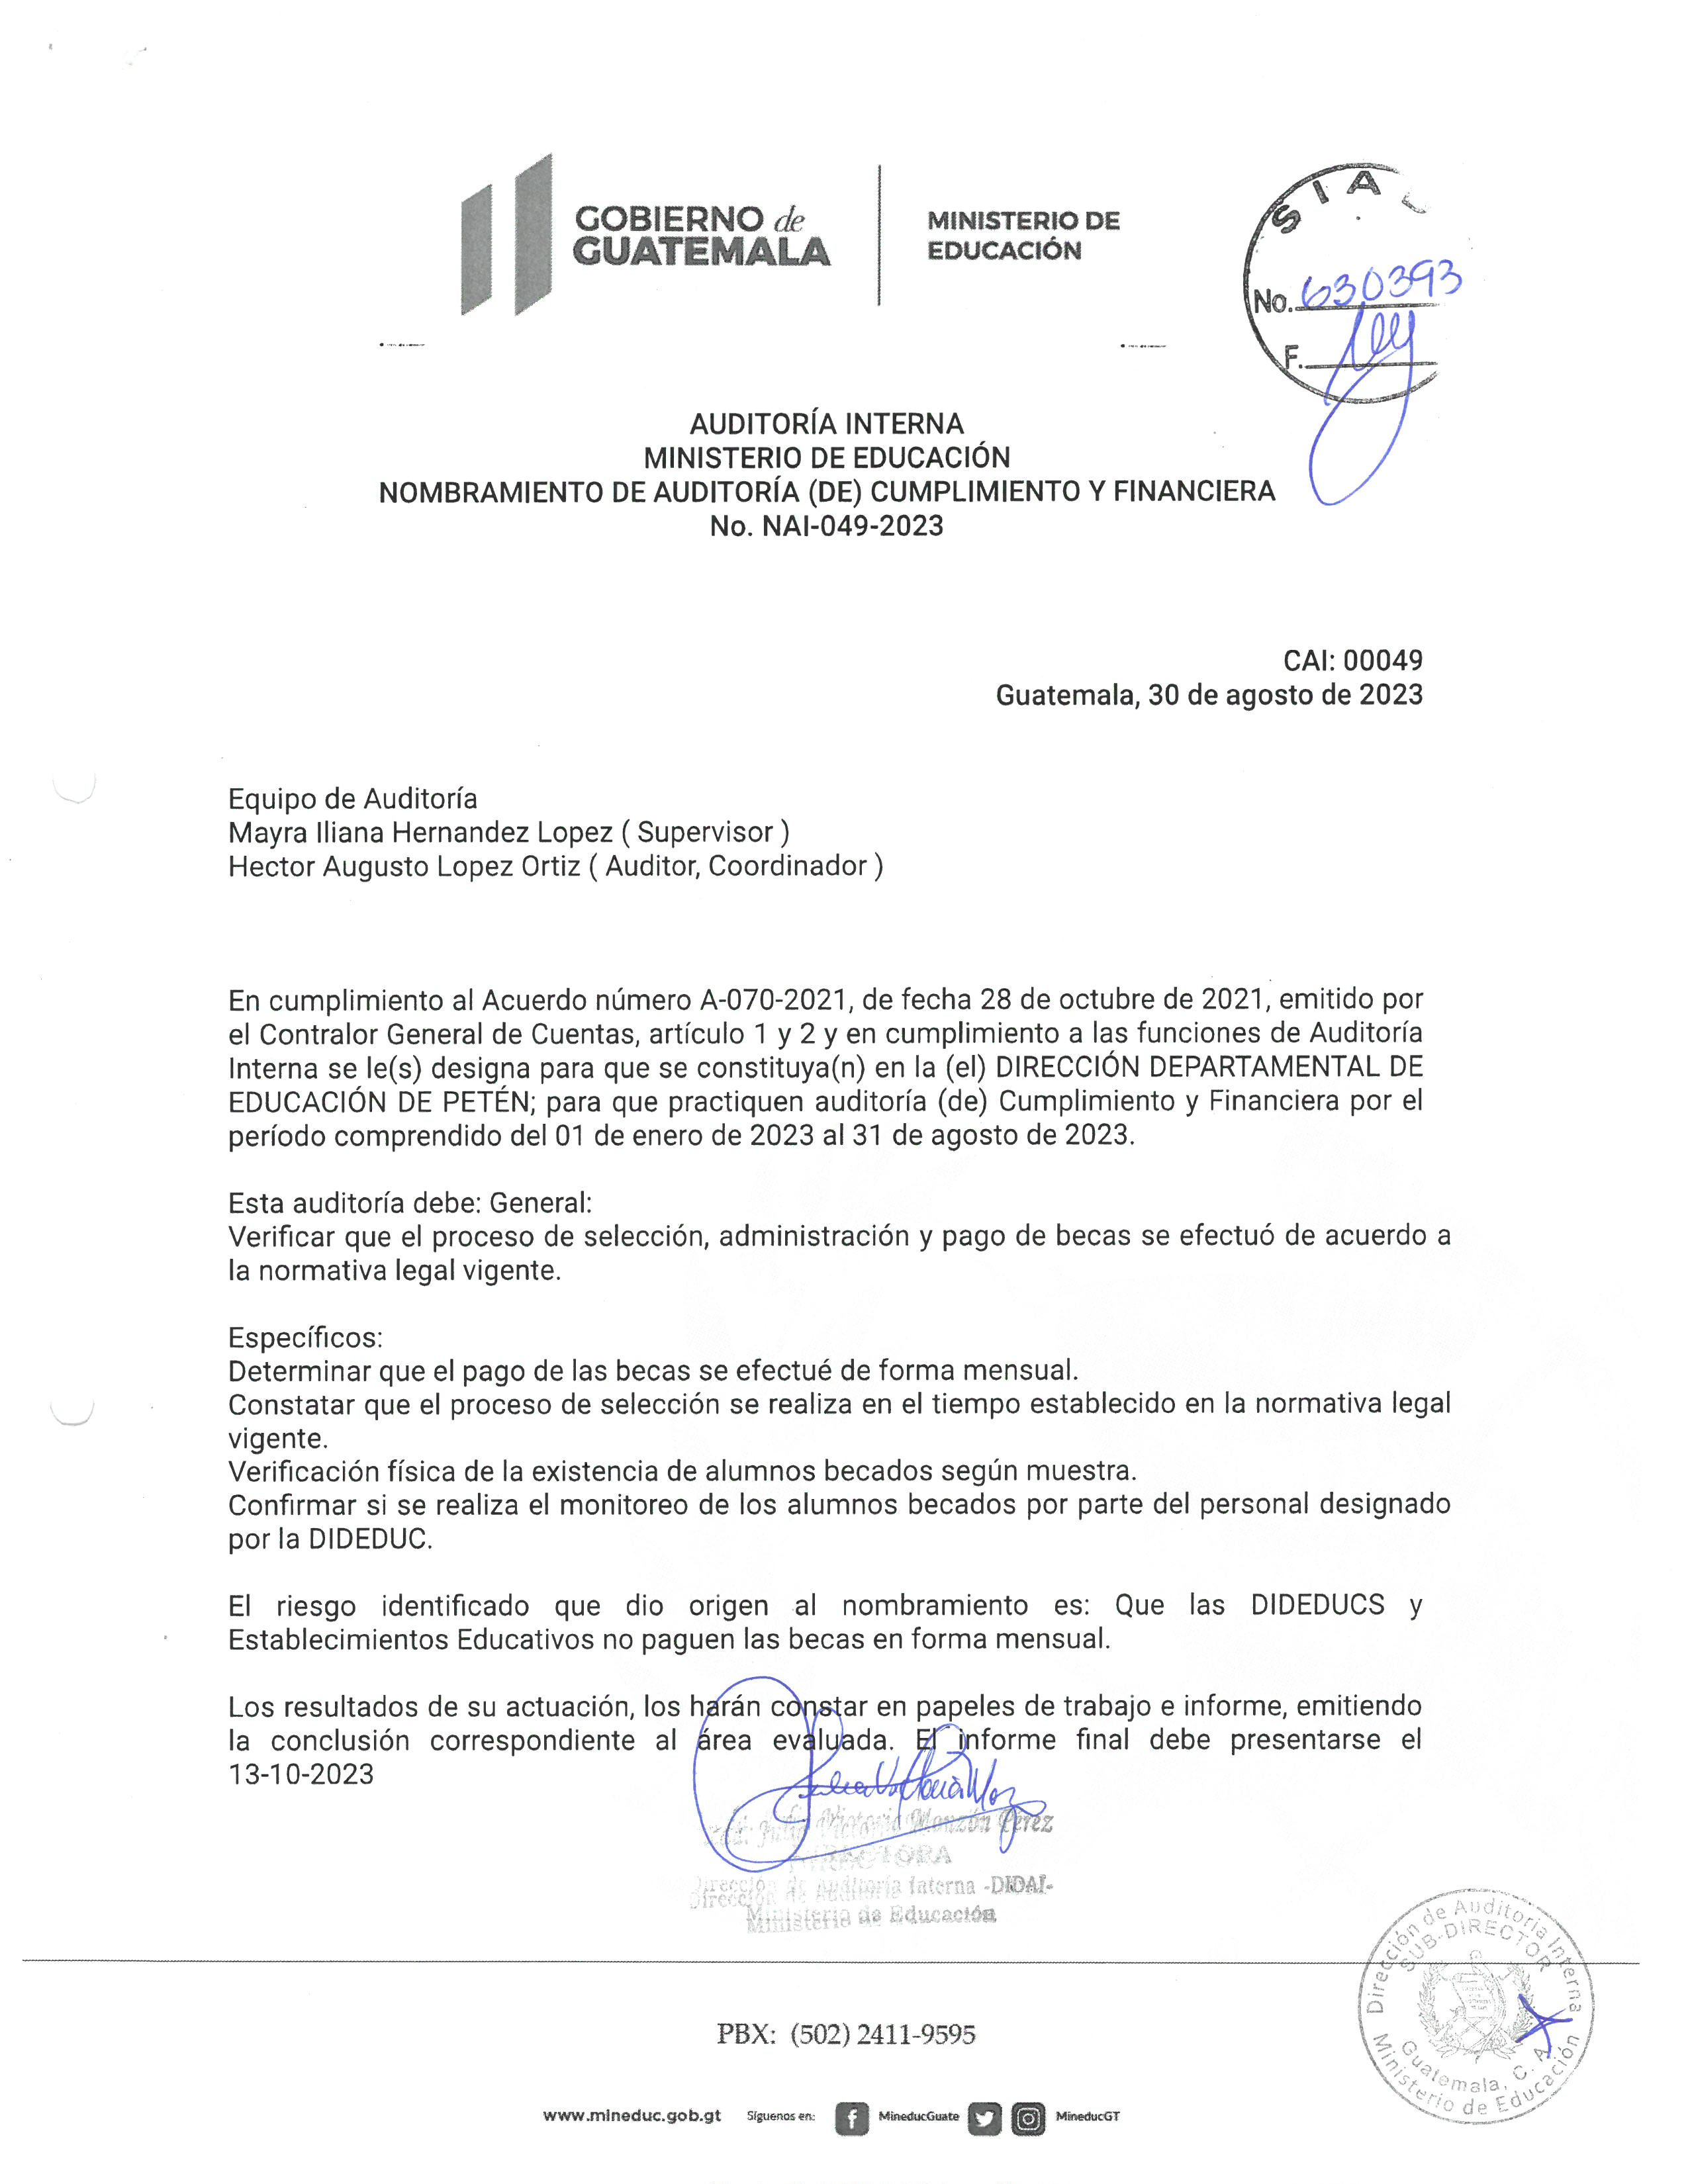 GOBIERNO de
GUATEMALA
MINISTERIO DE
EDUCACIÓN
SIA
No. 630393
F.
AUDITORÍA INTERNA
MINISTERIO DE EDUCACIÓN
NOMBRAMIENTO DE AUDITORÍA (DE) CUMPLIMIENTO Y FINANCIERA
No. NAI-049-2023
CAI: 00049
Guatemala, 30 de agosto de 2023
Equipo de Auditoría
Mayra Iliana Hernandez Lopez ( Supervisor )
Hector Augusto Lopez Ortiz ( Auditor, Coordinador )
En cumplimiento al Acuerdo número A-070-2021, de fecha 28 de octubre de 2021, emitido por
el Contralor General de Cuentas, artículo 1 y 2 y en cumplimiento a las funciones de Auditoría
Interna se le(s) designa para que se constituya(n) en la (el) DIRECCIÓN DEPARTAMENTAL DE
EDUCACIÓN DE PETÉN; para que practiquen auditoría (de) Cumplimiento y Financiera por el
período comprendido del 01 de enero de 2023 al 31 de agosto de 2023.
Esta auditoría debe: General:
Verificar que el proceso de selección, administración y pago de becas se efectuó de acuerdo a
la normativa legal vigente.
Específicos:
Determinar que el pago de las becas se efectué de forma mensual.
Constatar que el proceso de selección se realiza en el tiempo establecido en la normativa legal
vigente.
Verificación física de la existencia de alumnos becados según muestra.
Confirmar si se realiza el monitoreo de los alumnos becados por parte del personal designado
por la DIDEDUC.
El riesgo identificado que dio origen al nombramiento es: Que las DIDEDUCS y
Establecimientos Educativos no paguen las becas en forma mensual.
Los resultados de su actuación, los harán constar en papeles de trabajo e informe, emitiendo
la conclusión correspondiente al área evaluada. El informe final debe presentarse el
13-10-2023
Julia Victoria Monzón Pérez
DIRECTORA
Dirección de Auditoría Interna -DIDAI-
Ministerio de Educación
Dirección de Auditoría Interna
SUB-DIRECTOR
Guatemala, C. A.
Ministerio de Educación
PBX: (502) 2411-9595
www.mineduc.gob.gt Síguenos en: MineducGuate MineducGT